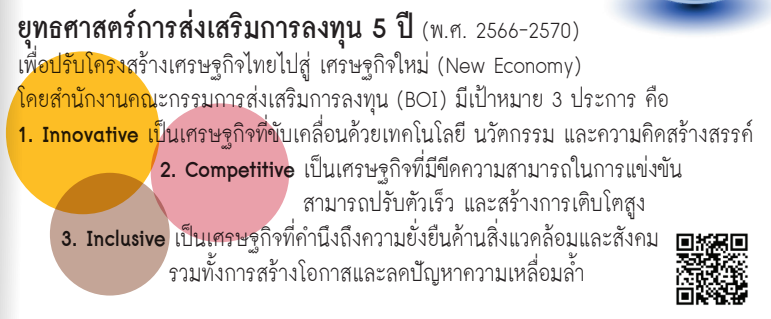 ยุทธศาสตร์การส่งเสริมการลงทุน 5 ปี (พ.ศ. 2566-2570)
เพื่อปรับโครงสร้างเศรษฐกิจไทยไปสู่ เศรษฐกิจใหม่ (New Economy)
โดยสำนักงานคณะกรรมการส่งเสริมการลงทุน (BOI) มีเป้าหมาย 3 ประการ คือ
1. Innovative เป็นเศรษฐกิจที่ขับเคลื่อนด้วยเทคโนโลยี นวัตกรรม และความคิดสร้างสรรค์
2. Competitive เป็นเศรษฐกิจที่มีขีดความสามารถในการแข่งขัน
สามารถปรับตัวเร็ว และสร้างการเติบโตสูง
3. Inclusive เป็นเศรษฐกิจที่คำนึงถึงความยั่งยืนด้านสิ่งแวดล้อมและสังคม
รวมทั้งการสร้างโอกาสและลดปัญหาความเหลื่อมล้ำ